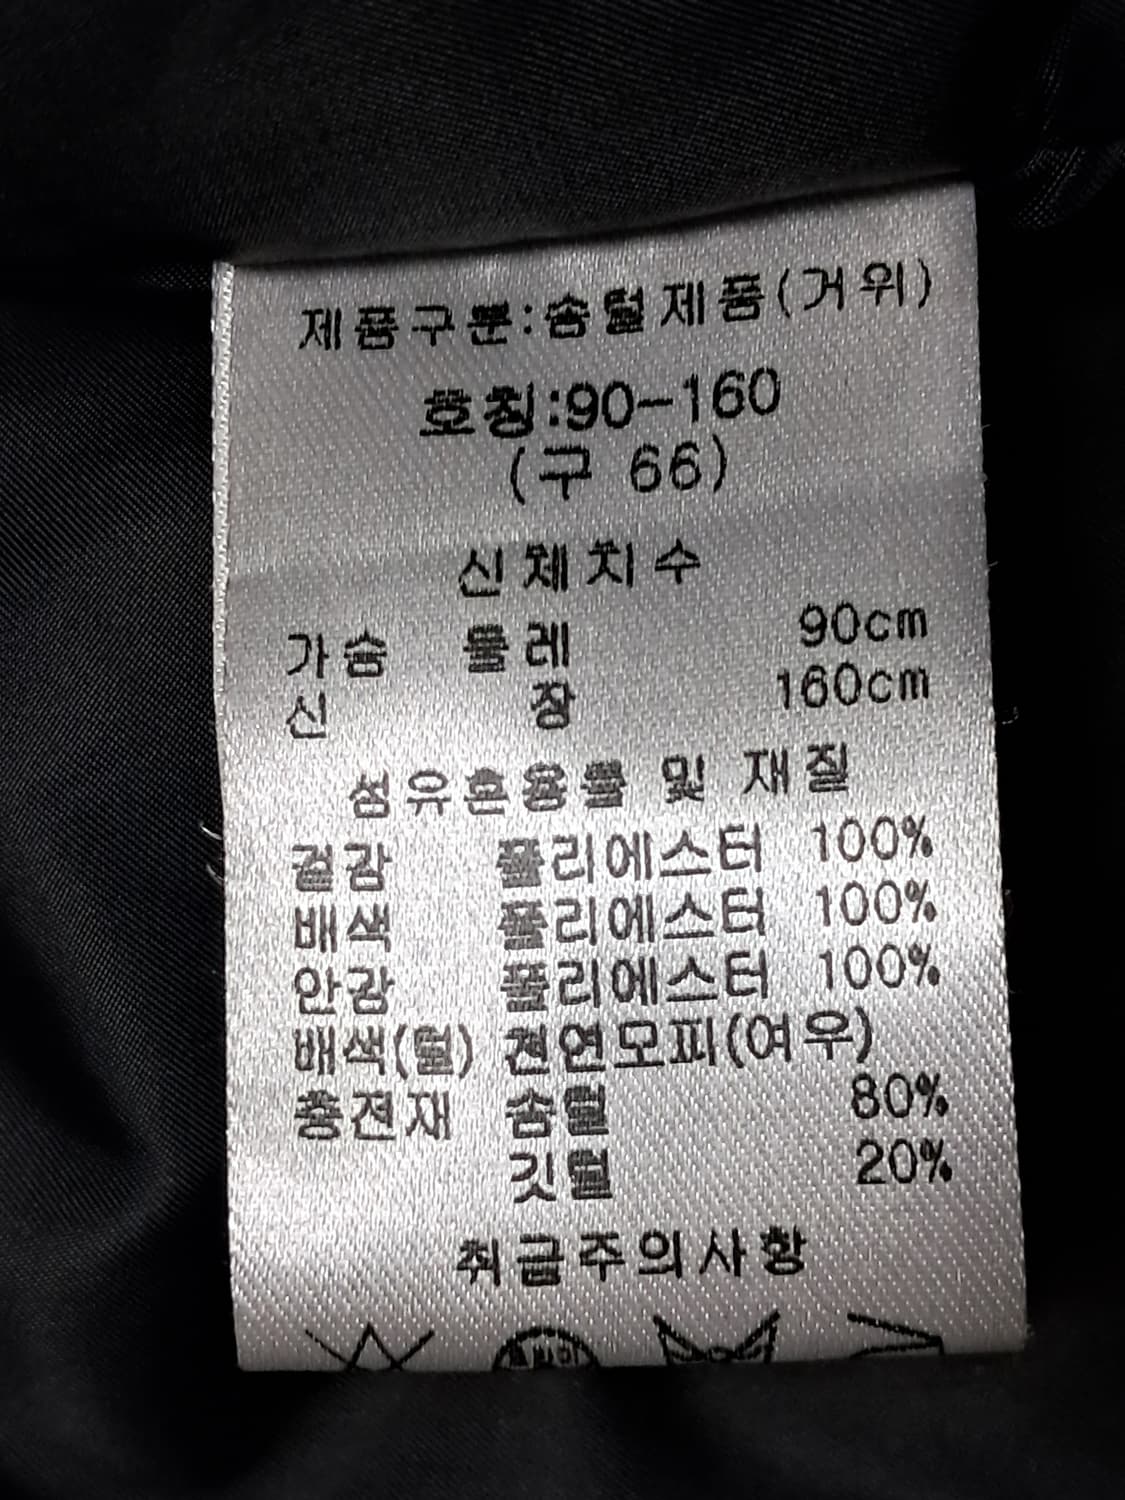 제품구분:솜털제품(거위)
호칭:90-160
(구 66)
신체치수
가슴 둘레 90cm
신 장 160cm
섬유혼용률 및 재질
겉감 폴리에스터 100%
배색 폴리에스터 100%
안감 폴리에스터 100%
배색(털) 천연모피(여우)
충전재 솜털 80%
깃털 20%
취급주의사항